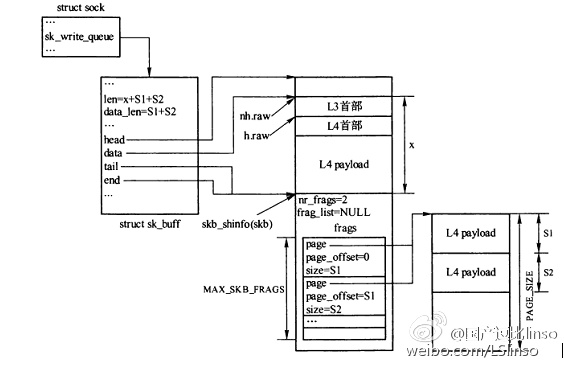 struct sock
...
sk_write_queue
...
len=x+S1+S2
data_len=S1+S2
...
head
data
tail
end
...
struct sk_buff
nh.raw
h.raw
skb_shinfo(skb)
L3首部
L4首部
L4 payload
x
nr_frags=2
frag_list=NULL
frags
page
page_offset=0
size=S1
page
page_offset=S1
size=S2
...
MAX_SKB_FRAGS
L4 payload
L4 payload
S1
S2
PAGE_SIZE
weibo.com/LSlinso